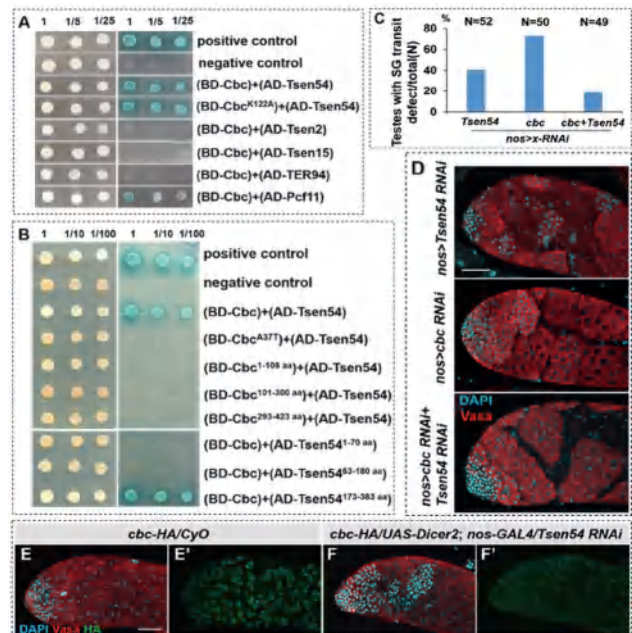 A
1 1/5 1/25 1 1/5 1/25
positive control
negative control
(BD-Cbc)+(AD-Tsen54)
(BD-CbcK122A)+(AD-Tsen54)
(BD-Cbc)+(AD-Tsen2)
(BD-Cbc)+(AD-Tsen15)
(BD-Cbc)+(AD-TER94)
(BD-Cbc)+(AD-Pcf11)
B
1 1/10 1/100 1 1/10 1/100
positive control
negative control
(BD-Cbc)+(AD-Tsen54)
(BD-CbcA37T)+(AD-Tsen54)
(BD-Cbc1-108 aa)+(AD-Tsen54)
(BD-Cbc101-300 aa)+(AD-Tsen54)
(BD-Cbc293-423 aa)+(AD-Tsen54)
(BD-Cbc)+(AD-Tsen541-70 aa)
(BD-Cbc)+(AD-Tsen5463-180 aa)
(BD-Cbc)+(AD-Tsen54173-383 aa)
C
% N=52 N=50 N=49
Testes with SG transit
defect/total(N)
100
80
60
40
20
0
Tsen54 cbc cbc+Tsen54
nos>x-RNAi
D
nos>Tsen54 RNAi
nos>cbc RNAi
nos>cbc RNAi+
Tsen54 RNAi
DAPI
Vasa
cbc-HA/CyO
cbc-HA/UAS-Dicer2; nos-GAL4/Tsen54 RNAi
E E' F F'
DAPI Vasa HA